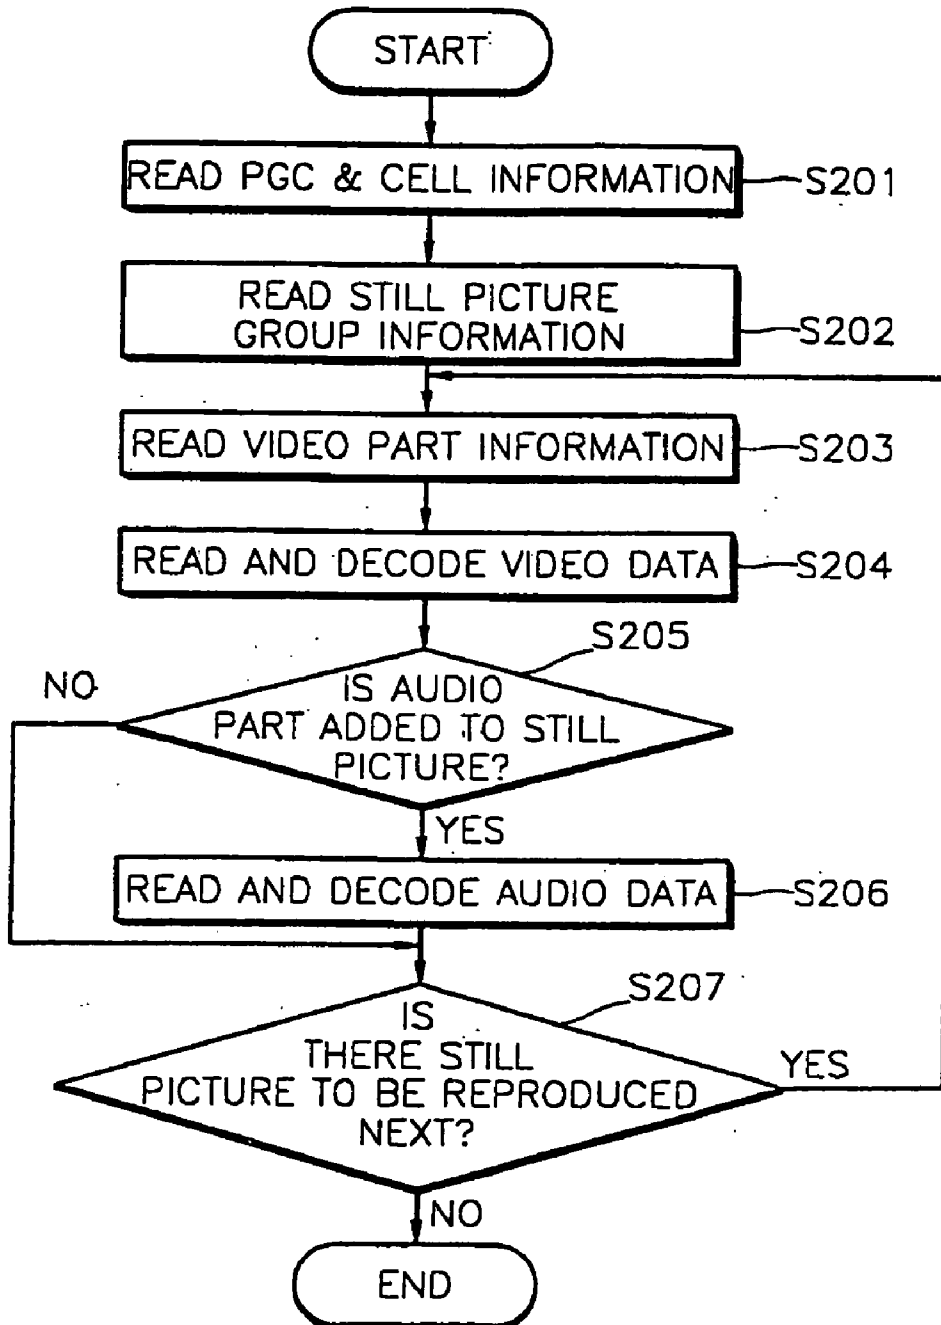 START
READ PGC & CELL INFORMATION
S201
READ STILL PICTURE
GROUP INFORMATION
S202
READ VIDEO PART INFORMATION
S203
READ AND DECODE VIDEO DATA
S204
S205
NO
IS AUDIO
PART ADDED TO STILL
PICTURE?
YES
READ AND DECODE AUDIO DATA
S206
S207
IS
THERE STILL
PICTURE TO BE REPRODUCED
NEXT?
YES
NO
END